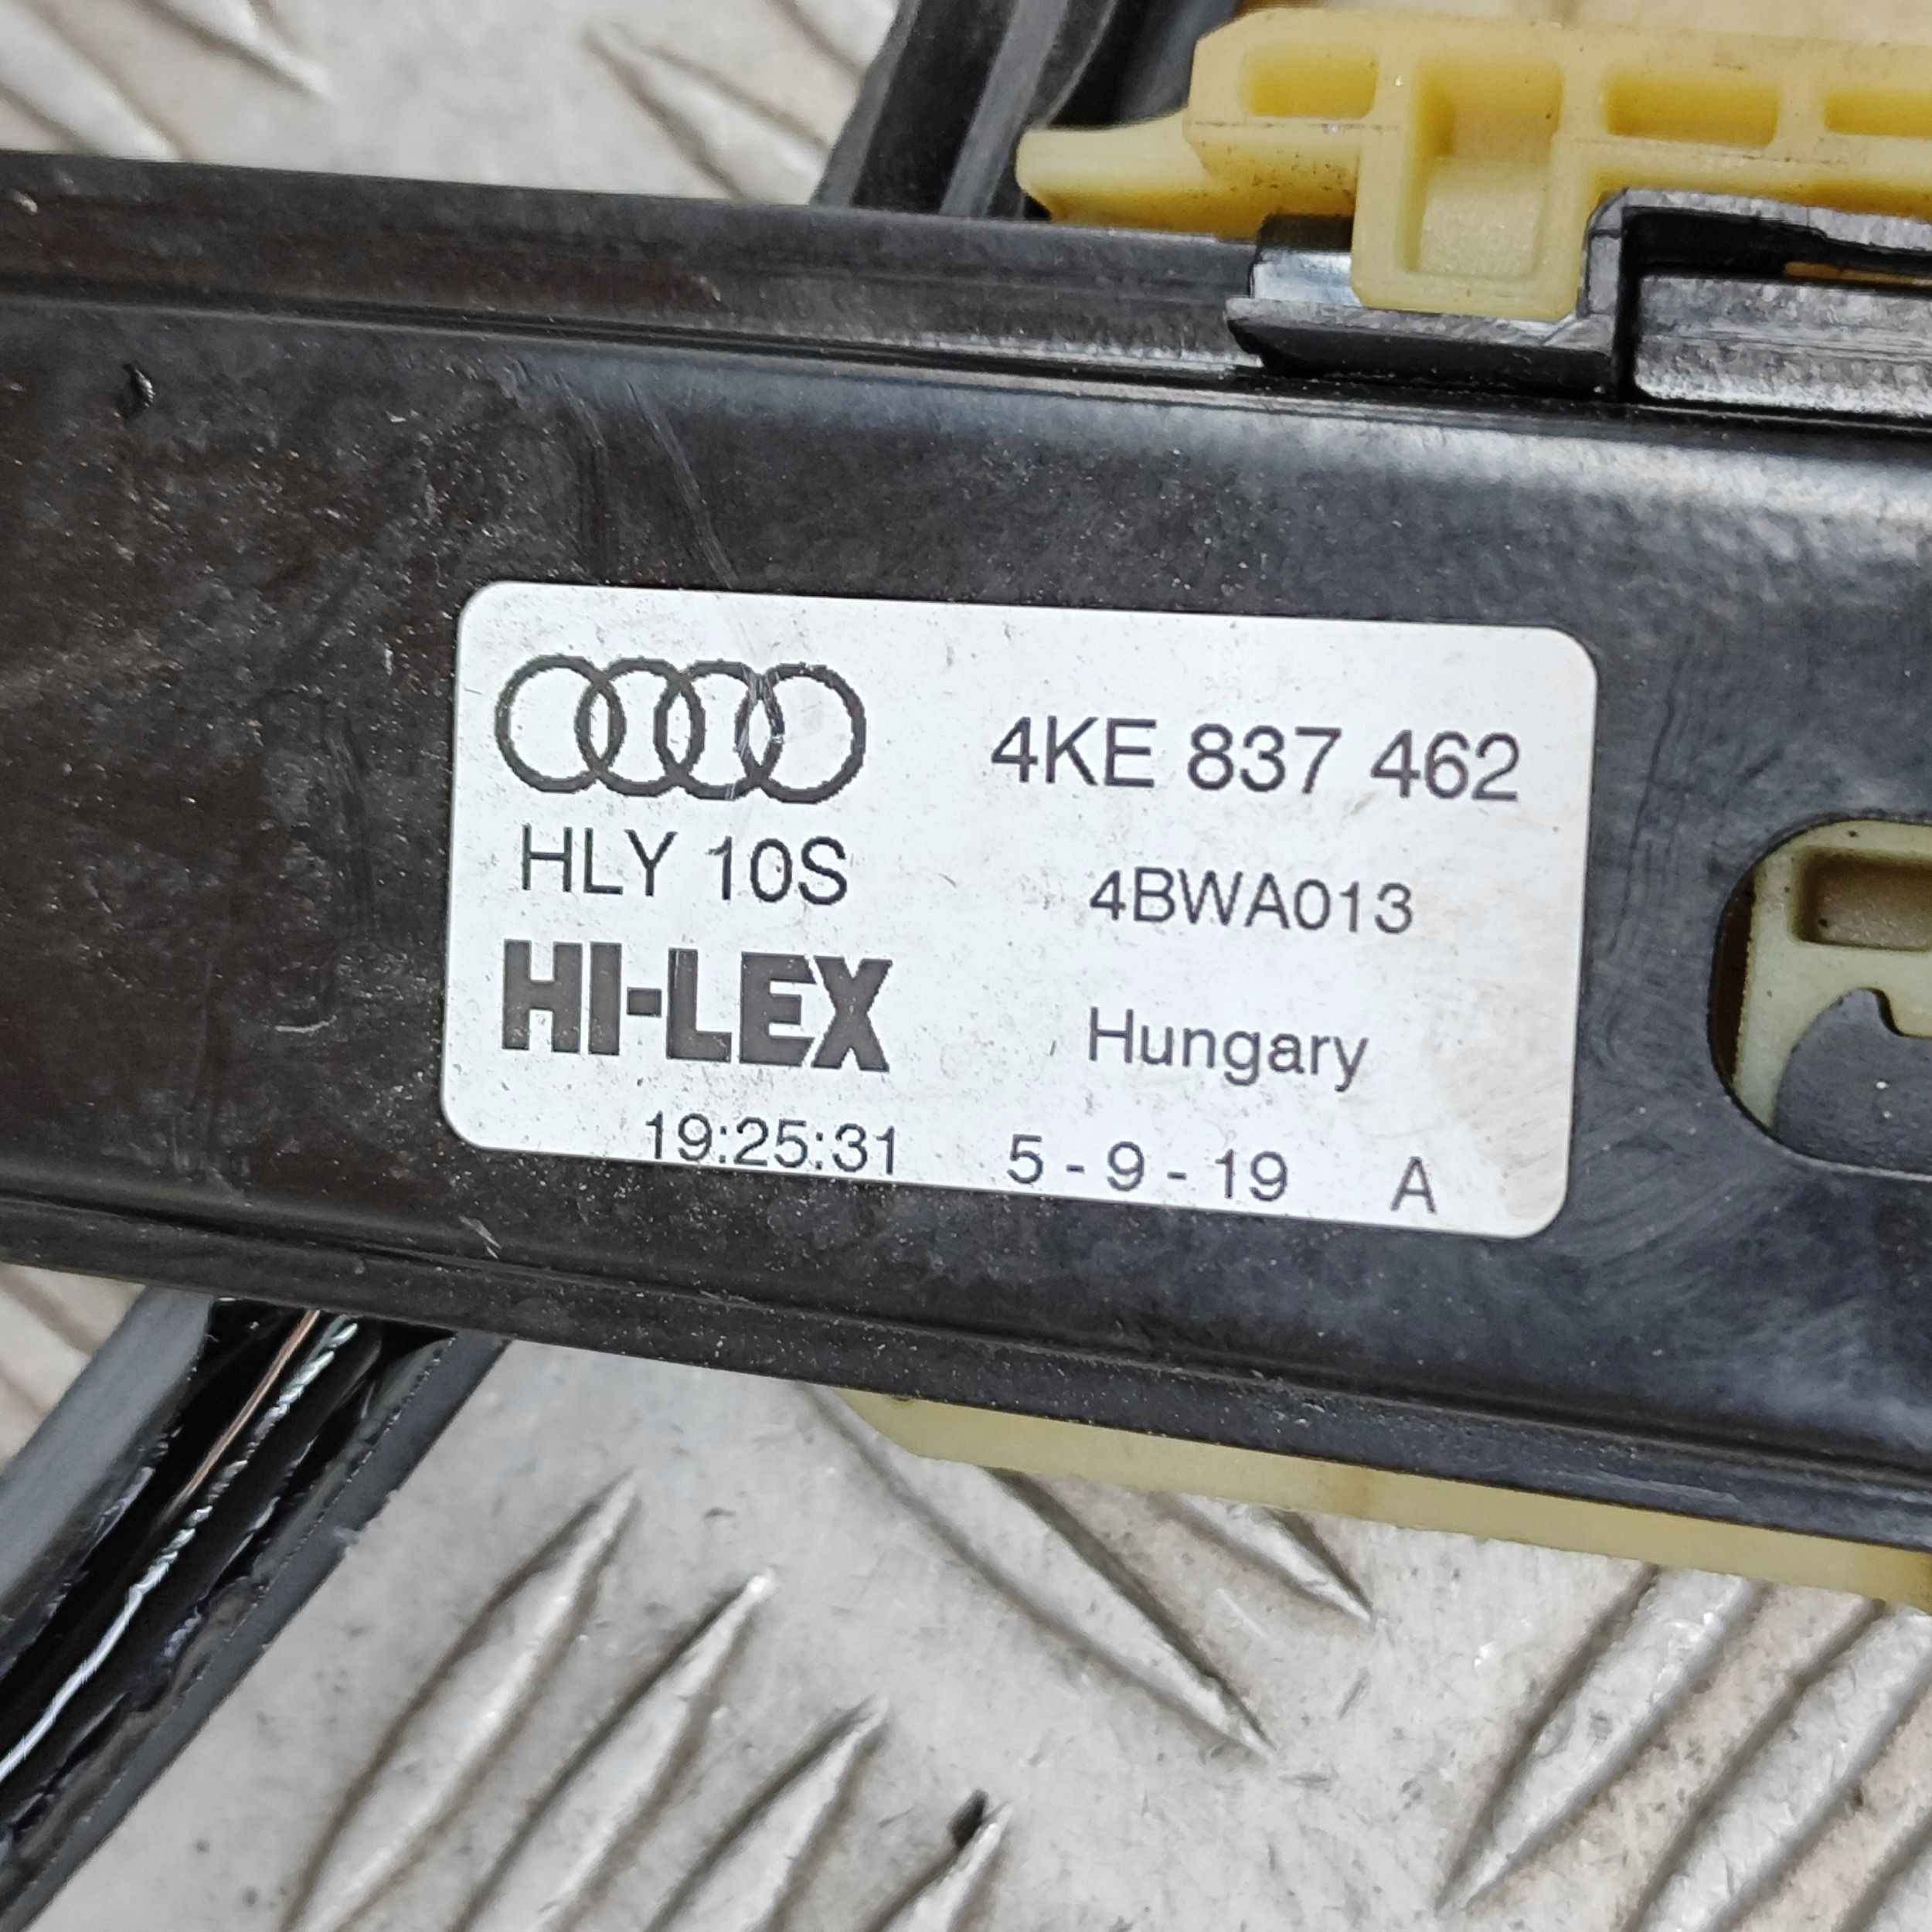 4KE 837 462
HLY 10S 4BWA013
HI-LEX Hungary
19:25:31 5 - 9 - 19 A